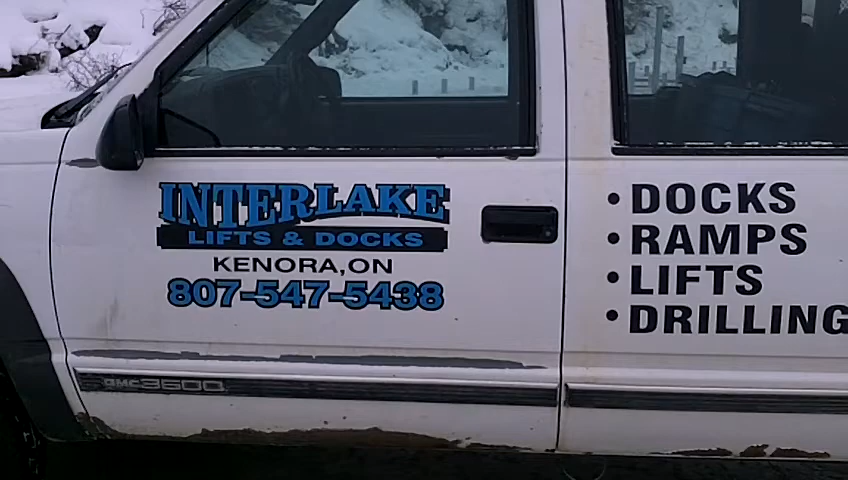 INTERLAKE
LIFTS & DOCKS
KENORA, ON
807-547-5438
• DOCKS
• RAMPS
• LIFTS
• DRILLING
GMC 3500